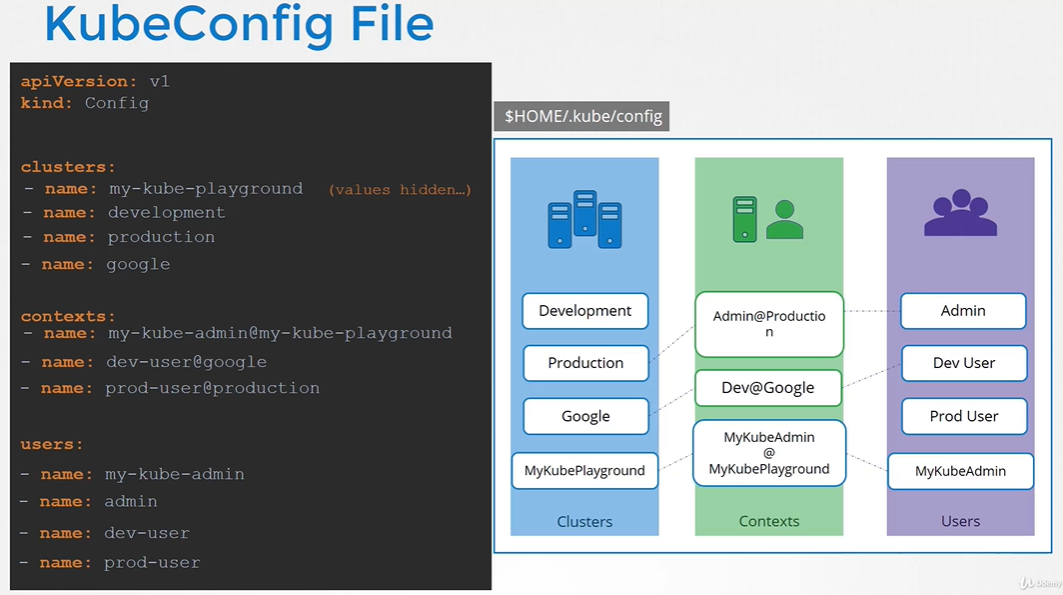 KubeConfig File
apiVersion: v1
kind: Config
clusters:
- name: my-kube-playground (values hidden…)
- name: development
- name: production
- name: google
contexts:
- name: my-kube-admin@my-kube-playground
- name: dev-user@google
- name: prod-user@production
users:
- name: my-kube-admin
- name: admin
- name: dev-user
- name: prod-user
$HOME/.kube/config
Development
Production
Google
MyKubePlayground
Clusters
Admin@Productio
n
Dev@Google
MyKubeAdmin
@
MyKubePlayground
Contexts
Admin
Dev User
Prod User
MyKubeAdmin
Users
Udemy